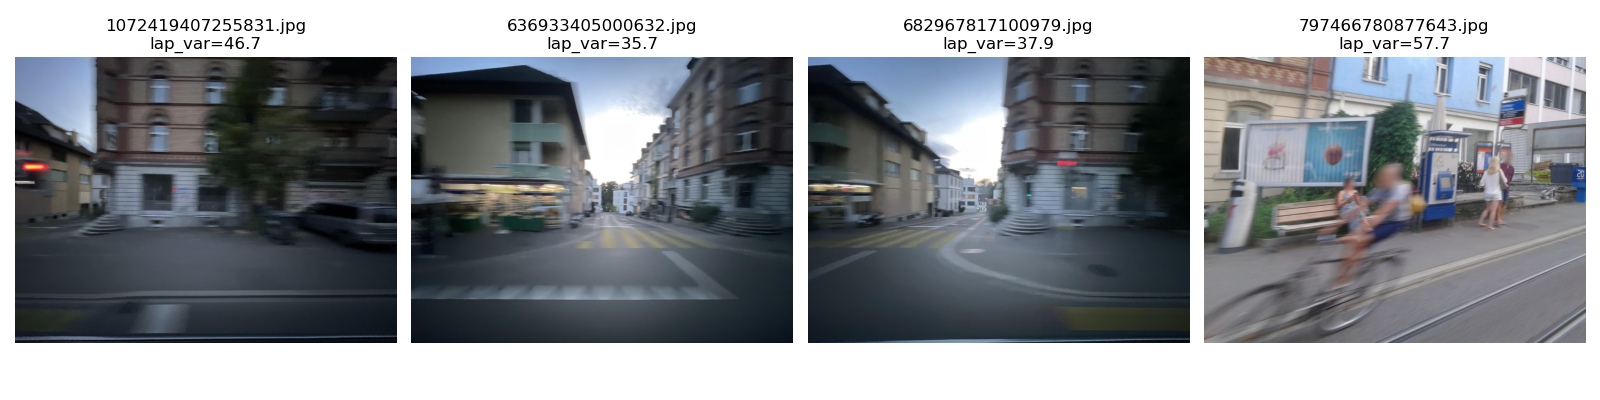 1072419407255831.jpg
lap_var=46.7
636933405000632.jpg
lap_var=35.7
682967817100979.jpg
lap_var=37.9
797466780877643.jpg
lap_var=57.7